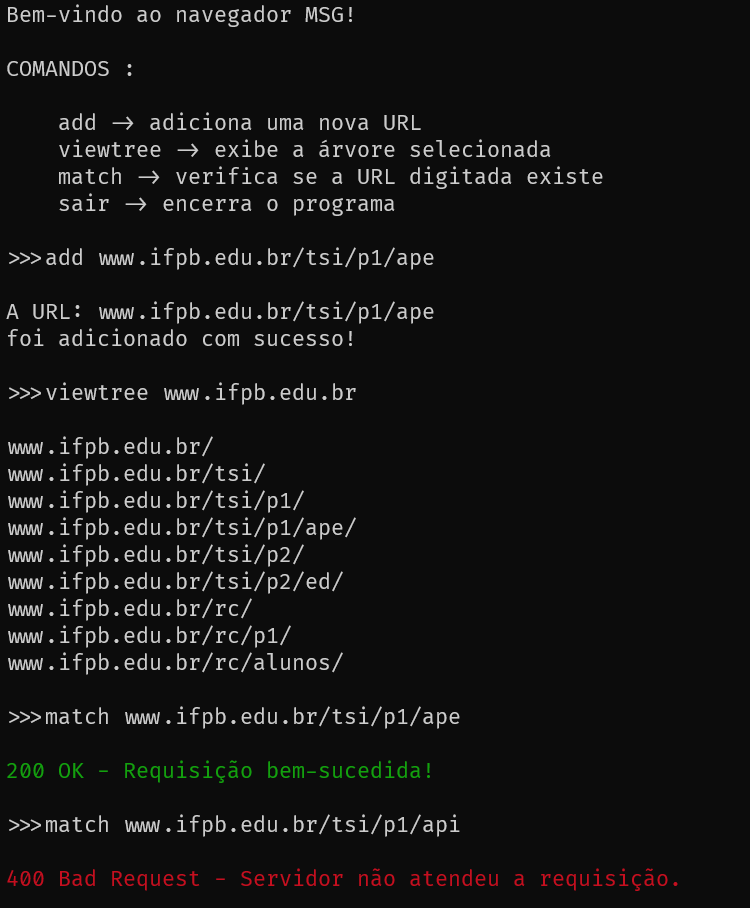 Bem-vindo ao navegador MSG!
COMANDOS :
add -> adiciona uma nova URL
viewtree -> exibe a árvore selecionada
match -> verifica se a URL digitada existe
sair -> encerra o programa
>>>add www.ifpb.edu.br/tsi/p1/ape
A URL: www.ifpb.edu.br/tsi/p1/ape
foi adicionado com sucesso!
>>>viewtree www.ifpb.edu.br
www.ifpb.edu.br/
www.ifpb.edu.br/tsi/
www.ifpb.edu.br/tsi/p1/
www.ifpb.edu.br/tsi/p1/ape/
www.ifpb.edu.br/tsi/p2/
www.ifpb.edu.br/tsi/p2/ed/
www.ifpb.edu.br/rc/
www.ifpb.edu.br/rc/p1/
www.ifpb.edu.br/rc/alunos/
>>>match www.ifpb.edu.br/tsi/p1/ape
200 OK - Requisição bem-sucedida!
>>>match www.ifpb.edu.br/tsi/p1/api
400 Bad Request - Servidor não atendeu a requisição.